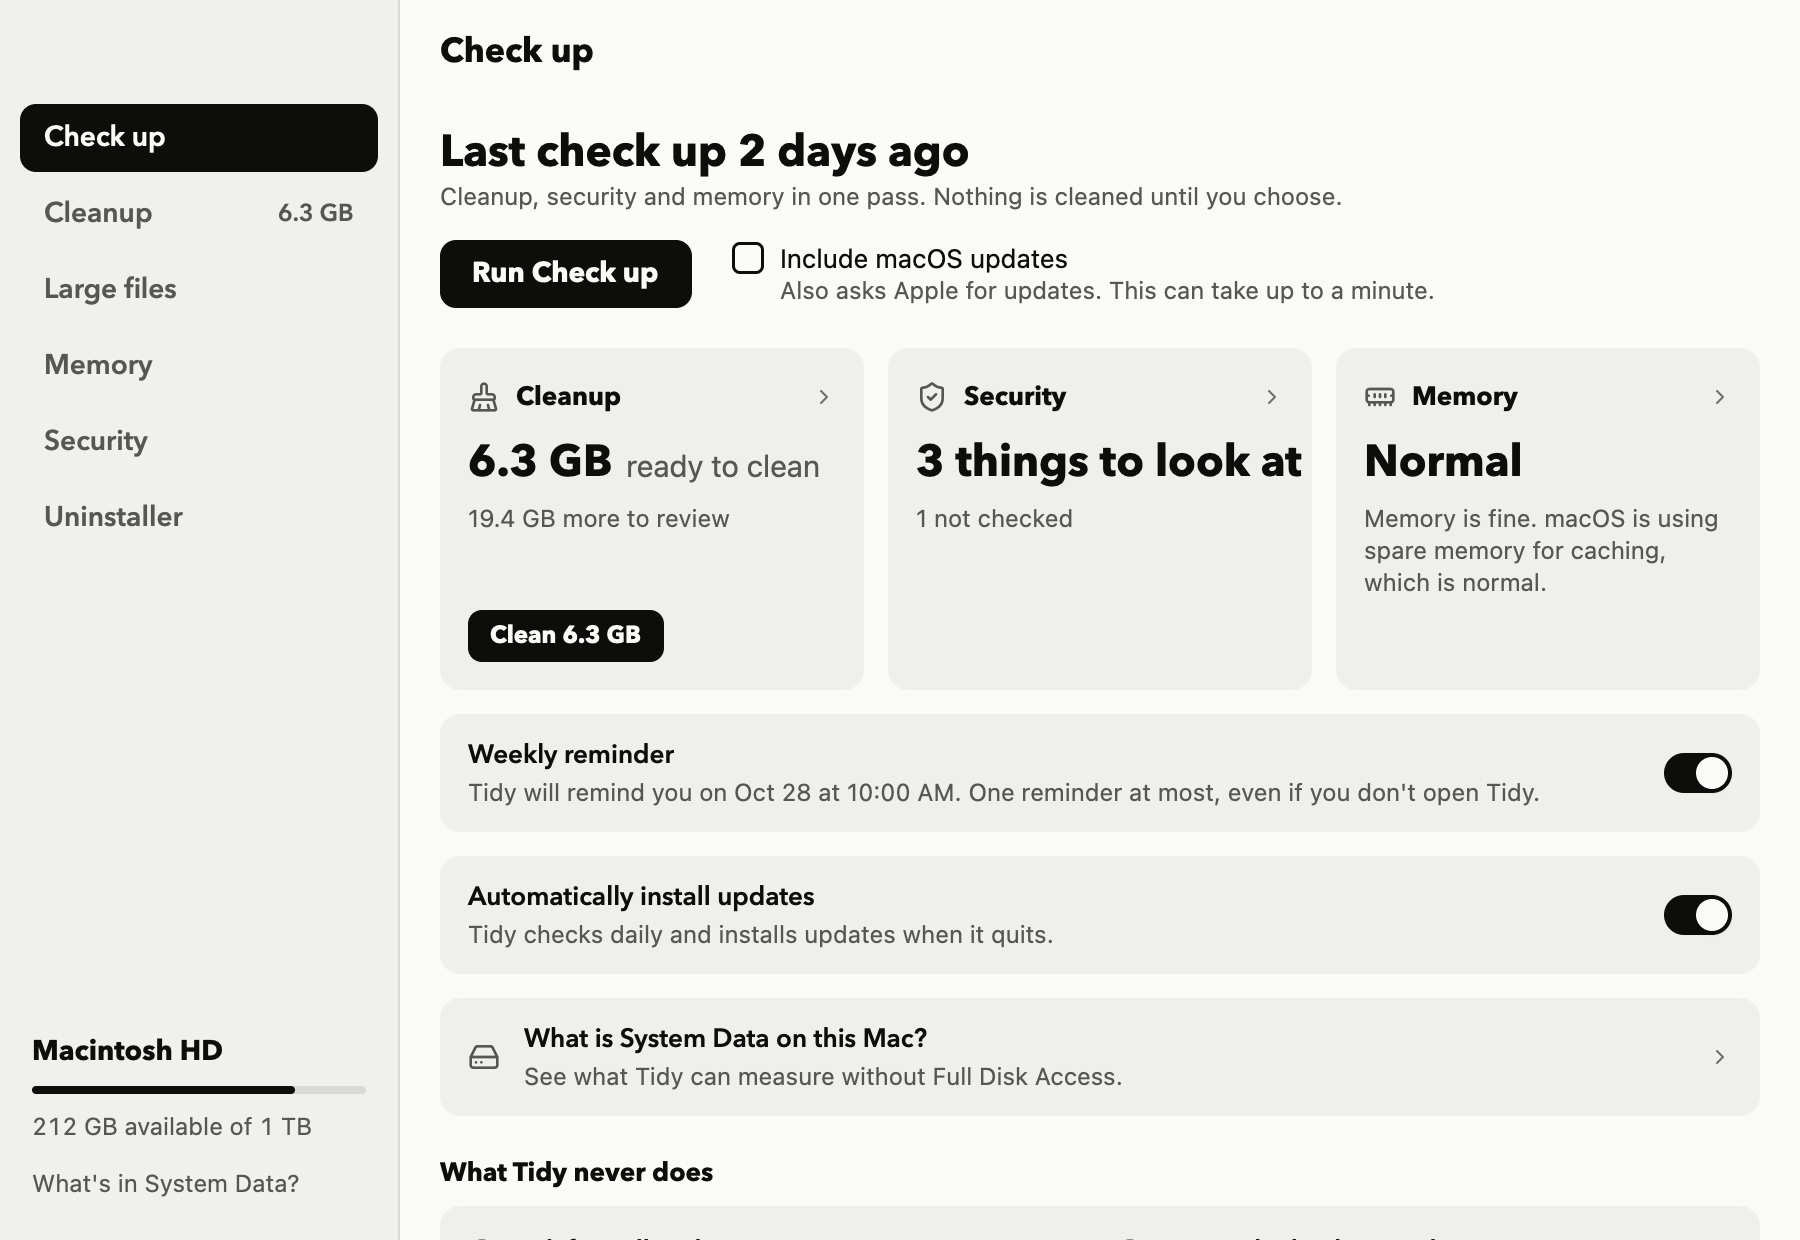 Check up
Cleanup 6.3 GB
Large files
Memory
Security
Uninstaller
Macintosh HD
212 GB available of 1 TB
What's in System Data?
Check up
Last check up 2 days ago
Cleanup, security and memory in one pass. Nothing is cleaned until you choose.
Run Check up
Include macOS updates
Also asks Apple for updates. This can take up to a minute.
Cleanup
6.3 GB ready to clean
19.4 GB more to review
Clean 6.3 GB
Security
3 things to look at
1 not checked
Memory
Normal
Memory is fine. macOS is using
spare memory for caching,
which is normal.
Weekly reminder
Tidy will remind you on Oct 28 at 10:00 AM. One reminder at most, even if you don't open Tidy.
Automatically install updates
Tidy checks daily and installs updates when it quits.
What is System Data on this Mac?
See what Tidy can measure without Full Disk Access.
What Tidy never does